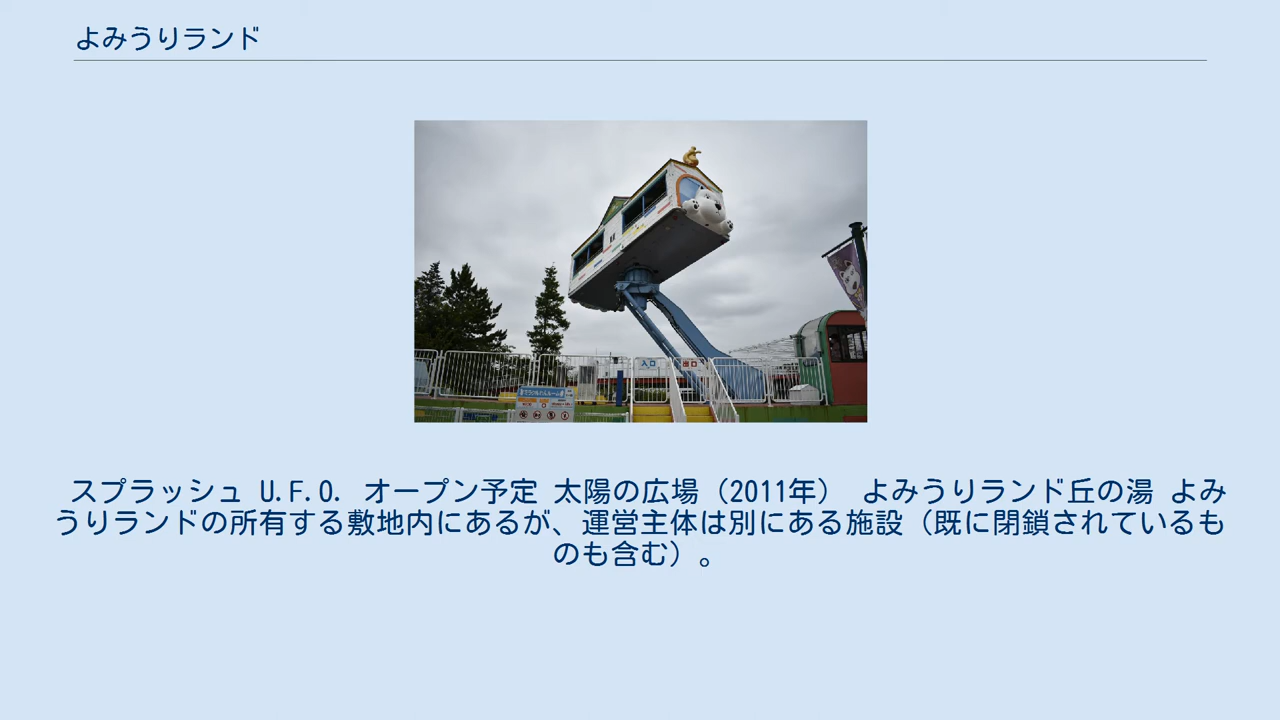 よみうりランド
入口
出口
スプラッシュ U.F.O. オープン予定 太陽の広場（2011年） よみうりランド丘の湯 よみ
うりランドの所有する敷地内にあるが、運営主体は別にある施設（既に閉鎖されているも
のも含む）。